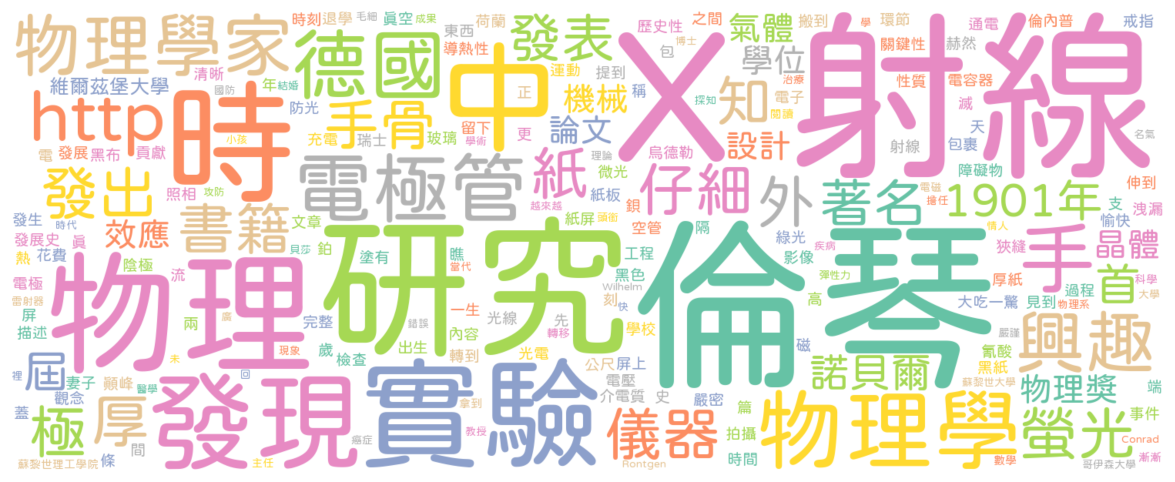 物理學家
德國
發表
X
射線
時刻
退學
毛細
成果
真空
荷蘭
東西
導熱性
歷史性
之間
氣體
搬到
學
環節
通電
倫內普
戒指
維爾茲堡大學
清晰
年
結婚
運動
提到
包
博士
學位
關鍵性
赫然
http
時
國防
防光
手骨
中
正
機械
稱
探知
知
治療
電子
閱讀
性質
電容器
減
天
包裹
電
發展
黑布
貢獻
小孩
充電
瑞士
玻璃
留下
學術
更
論文
理論
微光
烏德勒
設計
射線
障礙物
名氣
發出
照相
攻防
電極管
越來越
紙
紙板
仔細
外
著名
電磁
擔任
1901年
伸到
支
洩漏
發生
時代
書籍
文章
頭銜
紙屏
鋇
空管
隔
綠光
情人
愉快
發展史
真
效應
貝莎
鉑
塗有
瞧
工程
影像
疾病
狹縫
手
晶體
熱
花費
陰極
流
研究
當代
黑色
Wilhelm
倫琴
彈性力
厚紙
過程
首
科學
大學
電極
雷射器
物理
一生
刻
快
高
大吃一驚
見到
物理系
屏
描述
兩
廣
完整
錯誤
內容
光線
先
轉移
學校
嚴謹
興趣
未
現象
歲
檢查
出生
轉到
光電
公尺
屏上
磁
氰酸
黑紙
裡
屆
妻子
醫學
回
巔峰
觀念
發現
實驗
拿到
電壓
介電質
史
嚴密
諾貝爾
蘇黎世大學
物理獎
端
蓋
極
厚
間
癌症
教授
儀器
篇
拍攝
物理學
螢光
事件
Conrad
蘇黎世理工學院
條
主任
Rontgen
時間
數學
哥伊森大學
漸漸